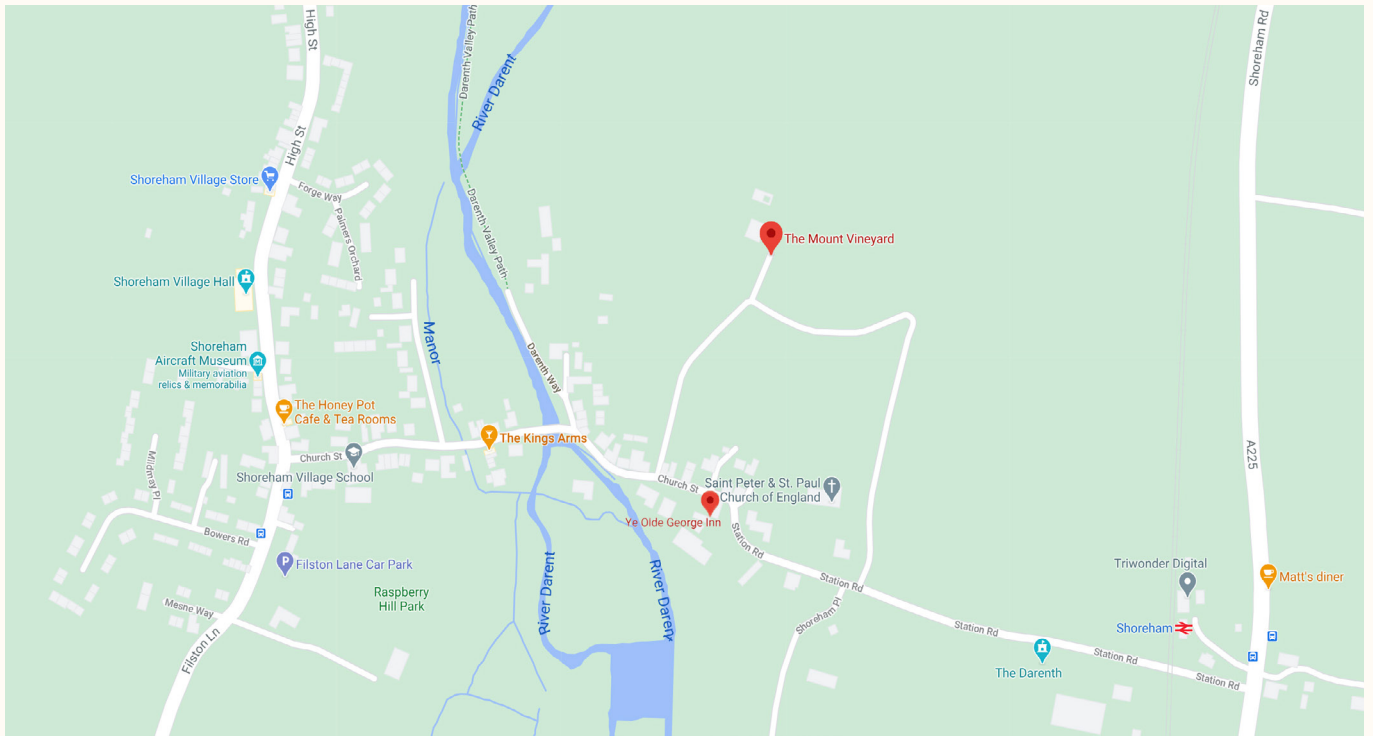 High St
Darenth Valley Path
River Darent
Shoreham Rd
High St
Shoreham Village Store
Forge Way
Palmers Orchard
Darenth Valley Path
The Mount Vineyard
Shoreham Village Hall
Manor
Shoreham
Aircraft Museum
Military aviation
relics & memorabilia
Darenth Way
The Honey Pot
Cafe & Tea Rooms
The Kings Arms
Church St
Shoreham Village School
Mildmay Pl
A225
Church St
Saint Peter & St. Paul
Church of England
Ye Olde George Inn
Bowers Rd
Station Rd
P
Filston Lane Car Park
Raspberry
Hill Park
River Darent
River Darent
Station Rd
Triwonder Digital
Matt's diner
Mesne Way
Shoreham Pl
Filston Ln
Station Rd
Shoreham
The Darenth
Station Rd
Station Rd